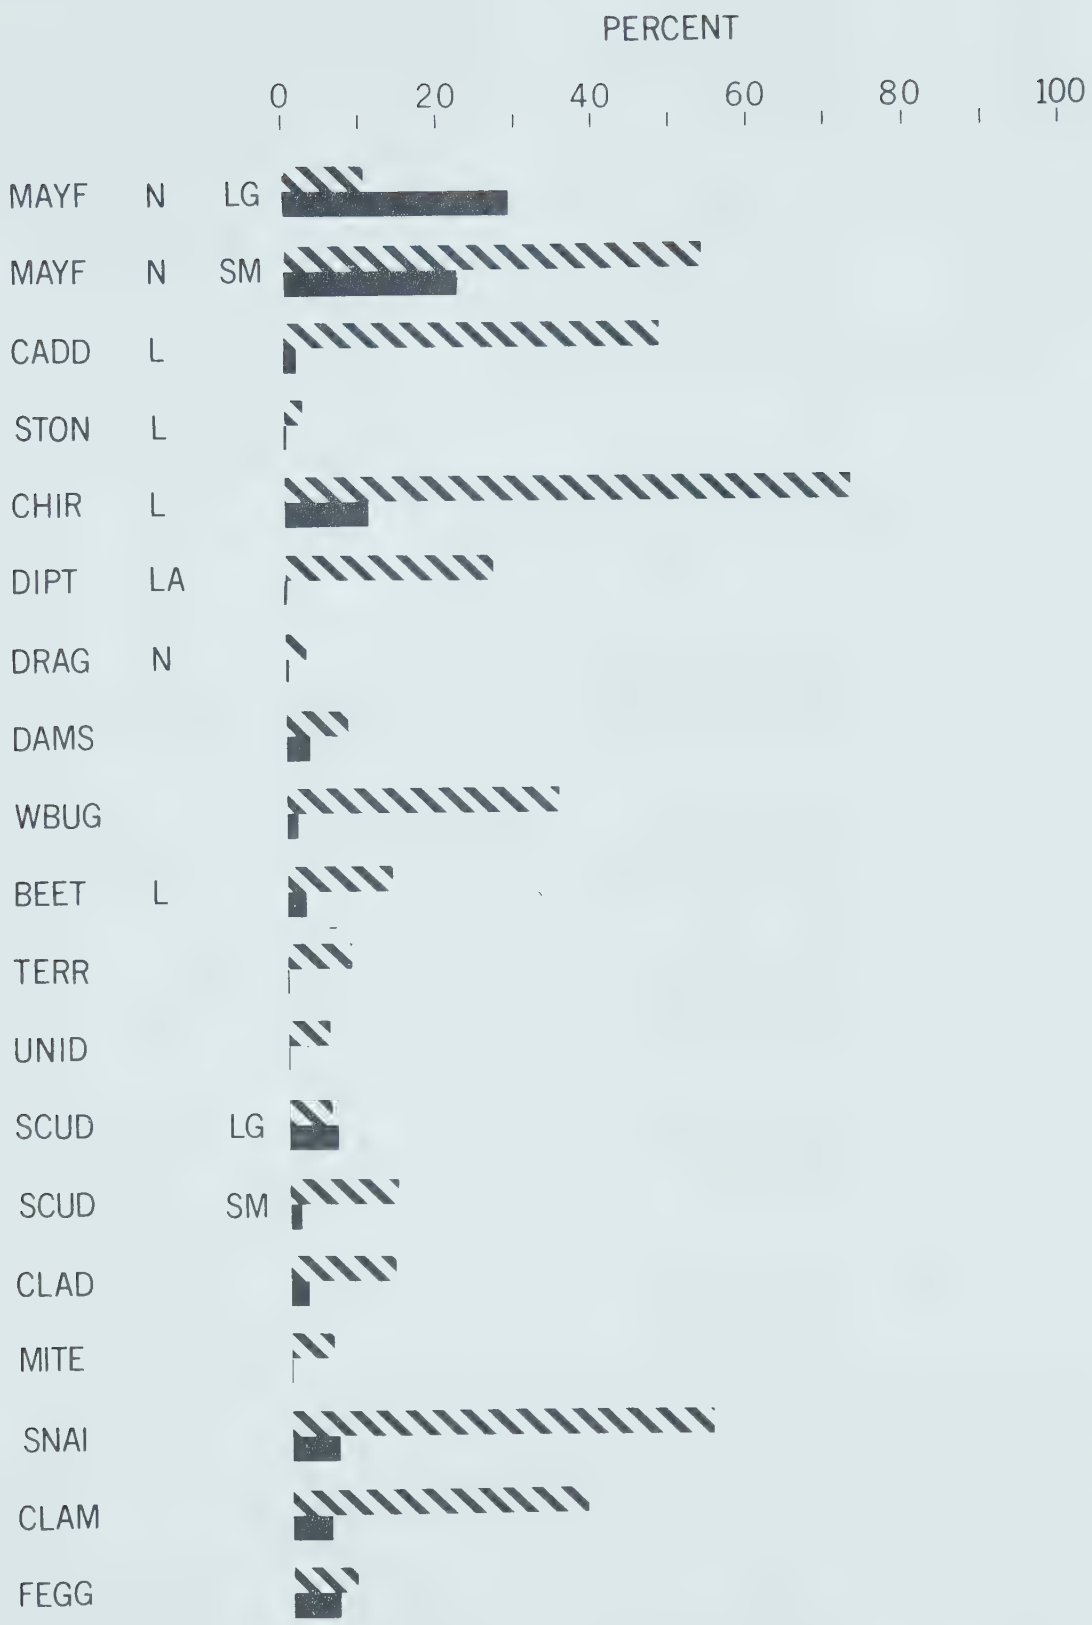 PERCENT
0 20 40 60 80 100
MAYF N LG
MAYF N SM
CADD L
STON L
CHIR L
DIPT LA
DRAG N
DAMS
WBUG
BEET L
TERR
UNID
SCUD LG
SCUD SM
CLAD
MITE
SNAI
CLAM
FEGG